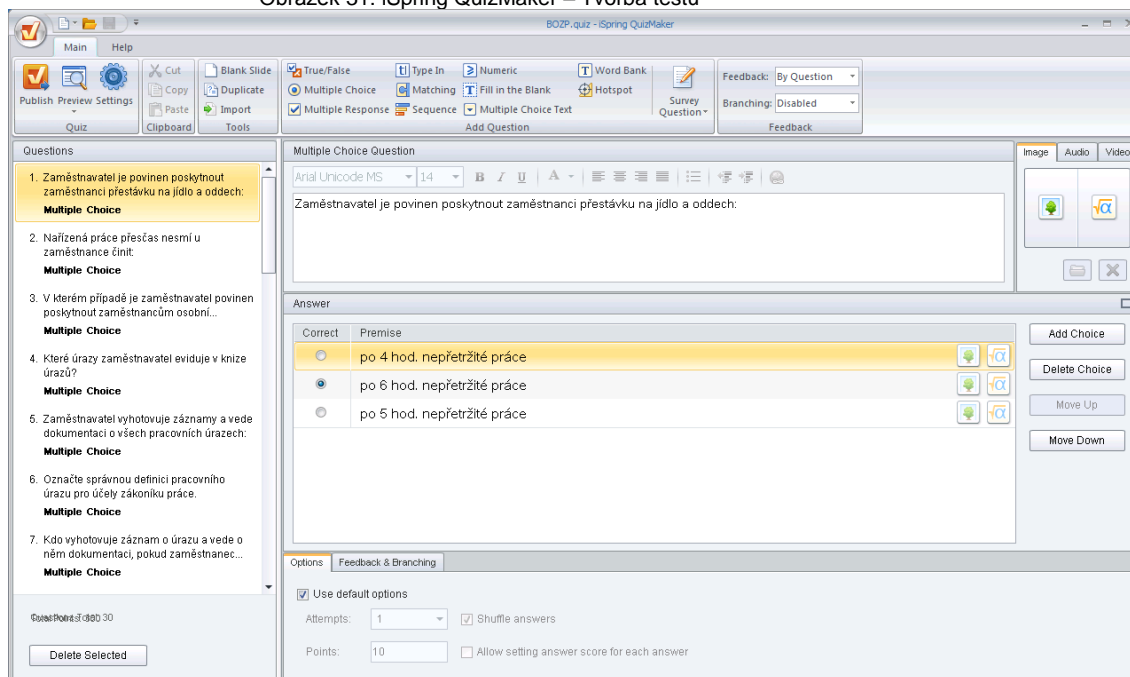 Obrázek 31: iSpring QuizMaker – Tvorba testu
BOZP.quiz - iSpring QuizMaker
Main Help
Publish Preview Settings
Quiz
Cut
Copy
Paste
Clipboard
Blank Slide
Duplicate
Import
Tools
True/False Type In Numeric Word Bank
Multiple Choice Matching Fill in the Blank Hotspot
Multiple Response Sequence Multiple Choice Text
Survey
Question
Add Question
Feedback: By Question
Branching: Disabled
Feedback
Questions
1. Zaměstnavatel je povinen poskytnout
zaměstnanci přestávku na jídlo a oddech:
Multiple Choice
2. Nařízená práce přesčas nesmí u
zaměstnance činit:
Multiple Choice
3. V kterém případě je zaměstnavatel povinen
poskytnout zaměstnancům osobní...
Multiple Choice
4. Které úrazy zaměstnavatel eviduje v knize
úrazů?
Multiple Choice
5. Zaměstnavatel vyhotovuje záznamy a vede
dokumentaci o všech pracovních úrazech:
Multiple Choice
6. Označte správnou definici pracovního
úrazu pro účely zákoníku práce.
Multiple Choice
7. Kdo vyhotovuje záznam o úrazu a vede o
něm dokumentaci, pokud zaměstnanec...
Multiple Choice
30
Delete Selected
Multiple Choice Question
Arial Unicode MS 14 B I U A
Zaměstnavatel je povinen poskytnout zaměstnanci přestávku na jídlo a oddech:
Image Audio Video
√α
Answer
Correct Premise
po 4 hod. nepřetržité práce √α
po 6 hod. nepřetržité práce √α
po 5 hod. nepřetržité práce √α
Add Choice
Delete Choice
Move Up
Move Down
Options Feedback & Branching
Use default options
Attempts: 1 Shuffle answers
Points: 10 Allow setting answer score for each answer